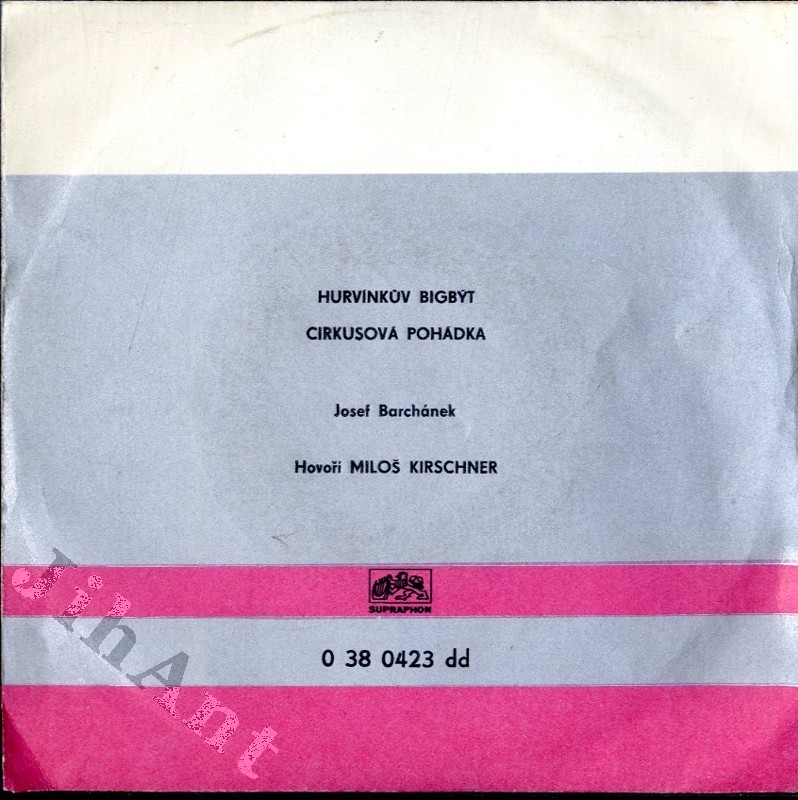 HURVÍNKŮV BIGBÝT
CIRKUSOVÁ POHÁDKA
Josef Barchánek
Hovoří MILOŠ KIRSCHNER
SUPRAPHON
0 38 0423 dd
JihAnt